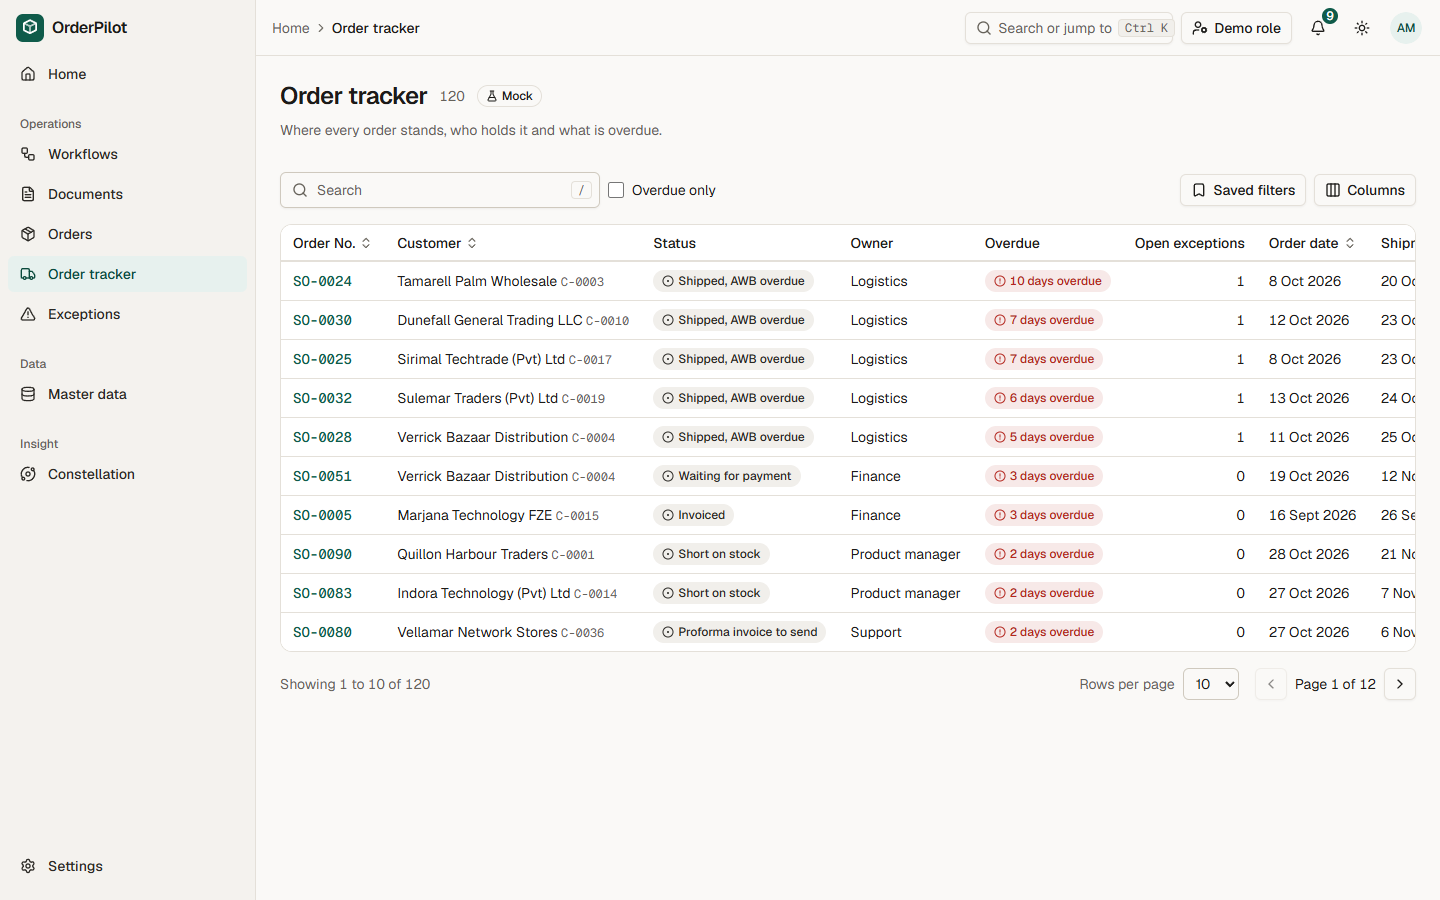 OrderPilot
Home
Operations
Workflows
Documents
Orders
Order tracker
Exceptions
Data
Master data
Insight
Constellation
Settings
Home > Order tracker
Search or jump to Ctrl K
Demo role
9
AM
Order tracker 120 Mock
Where every order stands, who holds it and what is overdue.
Search /
Overdue only
Saved filters
Columns
Order No. Customer Status Owner Overdue Open exceptions Order date
SO-0024 Tamarell Palm Wholesale C-0003 Shipped, AWB overdue Logistics 10 days overdue 1 8 Oct 2026 20
SO-0030 Dunefall General Trading LLC C-0010 Shipped, AWB overdue Logistics 7 days overdue 1 12 Oct 2026 23
SO-0025 Sirimal Techtrade (Pvt) Ltd C-0017 Shipped, AWB overdue Logistics 7 days overdue 1 8 Oct 2026 23
SO-0032 Sulemar Traders (Pvt) Ltd C-0019 Shipped, AWB overdue Logistics 6 days overdue 1 13 Oct 2026 24
SO-0028 Verrick Bazaar Distribution C-0004 Shipped, AWB overdue Logistics 5 days overdue 1 11 Oct 2026 25
SO-0051 Verrick Bazaar Distribution C-0004 Waiting for payment Finance 3 days overdue 0 19 Oct 2026 12
SO-0005 Marjana Technology FZE C-0015 Invoiced Finance 3 days overdue 0 16 Sept 2026 26
SO-0090 Quillon Harbour Traders C-0001 Short on stock Product manager 2 days overdue 0 28 Oct 2026 21
SO-0083 Indora Technology (Pvt) Ltd C-0014 Short on stock Product manager 2 days overdue 0 27 Oct 2026 7 Nov
SO-0080 Vellamar Network Stores C-0036 Proforma invoice to send Support 2 days overdue 0 27 Oct 2026 6 Nov
Showing 1 to 10 of 120
Rows per page 10 Page 1 of 12